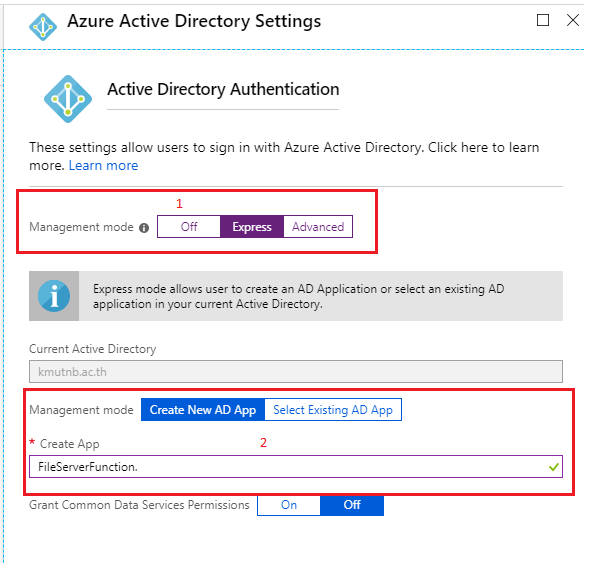 Azure Active Directory Settings
Active Directory Authentication
These settings allow users to sign in with Azure Active Directory. Click here to learn
more. Learn more
1
Management mode Off Express Advanced
Express mode allows user to create an AD Application or select an existing AD
application in your current Active Directory.
Current Active Directory
kmutnb.ac.th
Management mode Create New AD App Select Existing AD App
* Create App 2
FileServerFunction.
Grant Common Data Services Permissions On Off